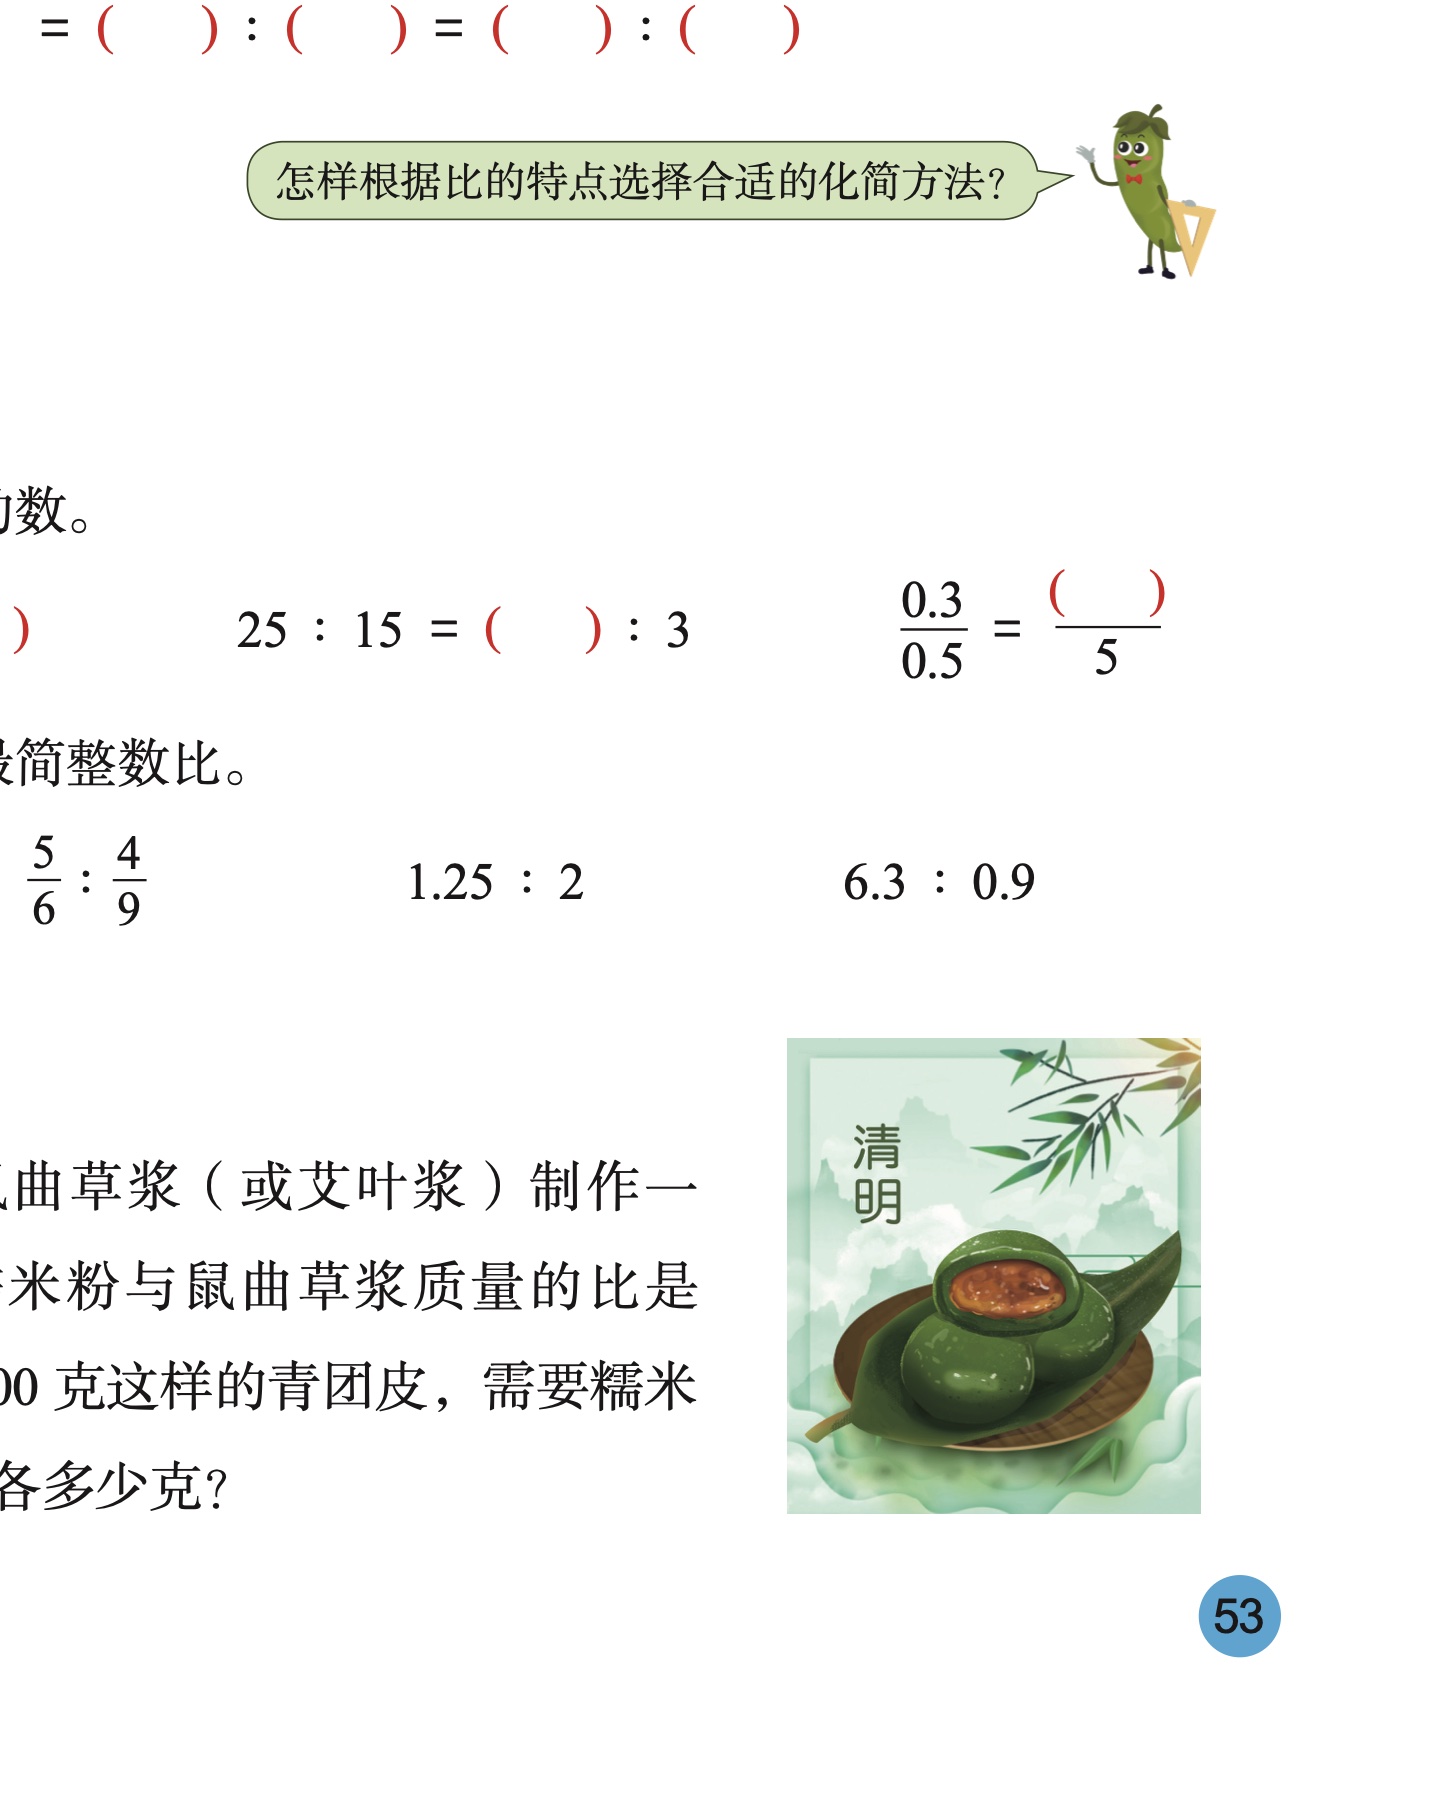 = (  ) : (  ) = (  ) : (  )
怎样根据比的特点选择合适的化简方法？
数。
) 25 : 15 = (  ) : 3 0.3/0.5 = (  )/5
简整数比。
5/6 : 4/9 1.25 : 2 6.3 : 0.9
清明
曲草浆（或艾叶浆）制作一
米粉与鼠曲草浆质量的比是
00 克这样的青团皮，需要糯米
各多少克？
53